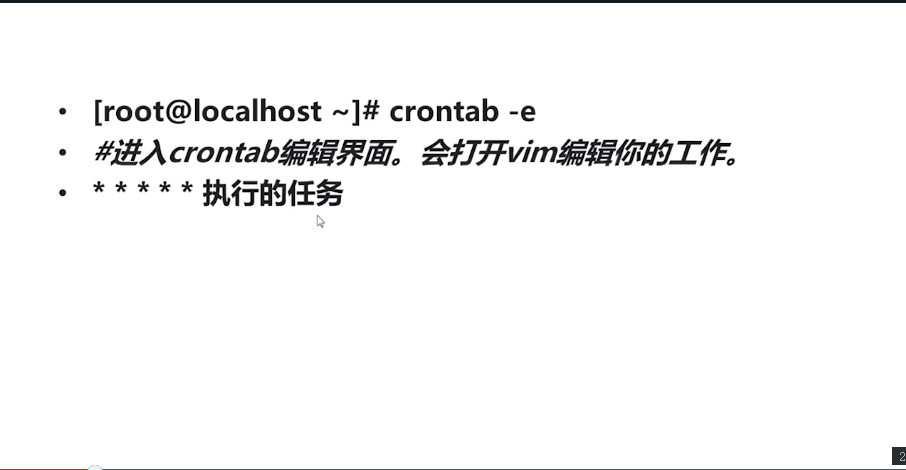 • [root@localhost ~]# crontab -e
• #进入crontab编辑界面。会打开vim编辑你的工作。
• * * * * * 执行的任务
2